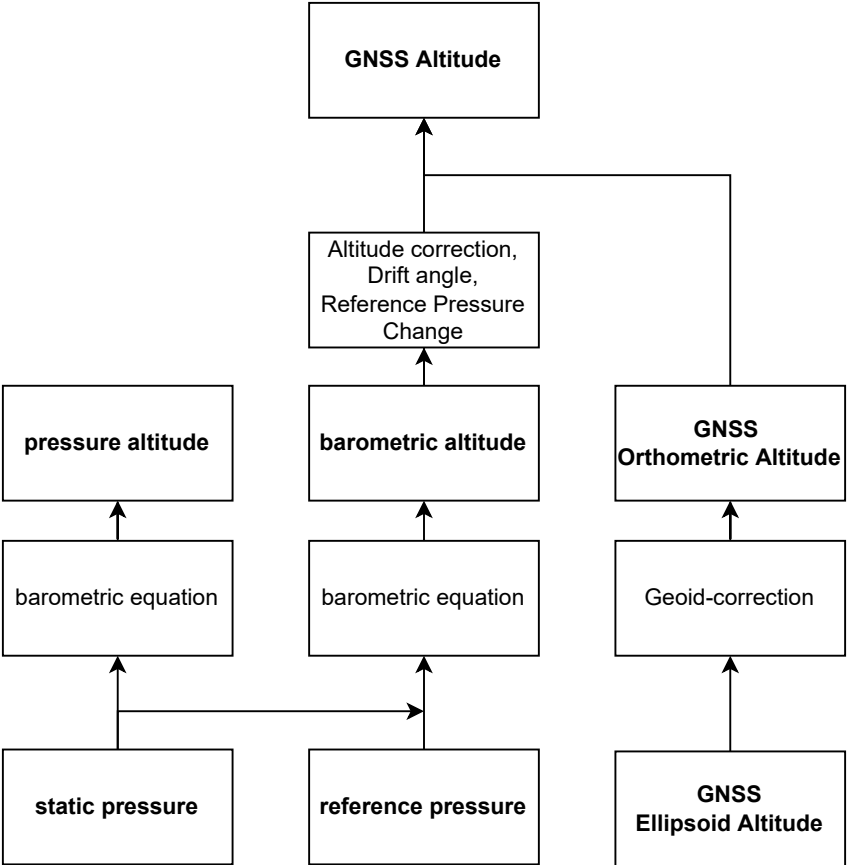 GNSS Altitude
Altitude correction,
Drift angle,
Reference Pressure
Change
pressure altitude
barometric altitude
GNSS
Orthometric Altitude
barometric equation
barometric equation
Geoid-correction
static pressure
reference pressure
GNSS
Ellipsoid Altitude